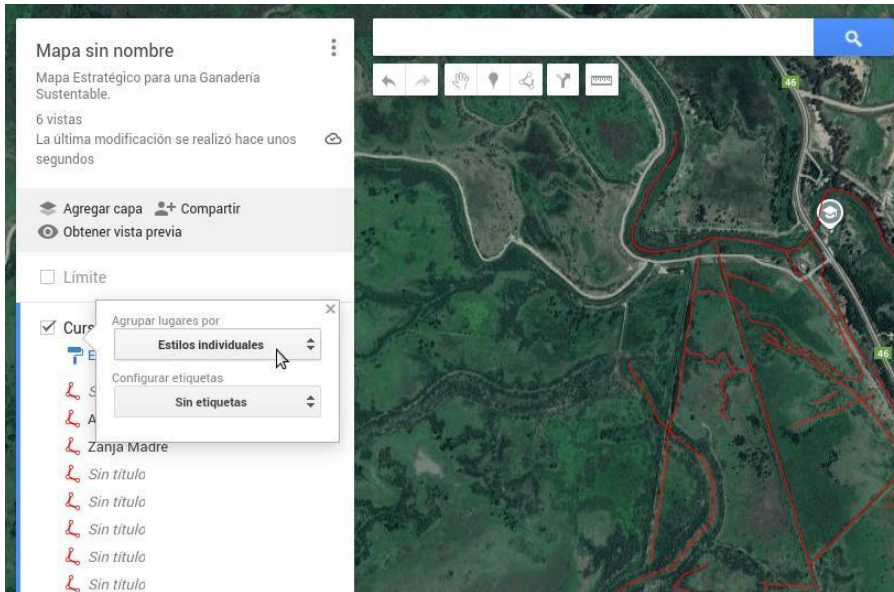 Mapa sin nombre
Mapa Estratégico para una Ganadería
Sustentable.
6 vistas
La última modificación se realizó hace unos
segundos
Agregar capa Compartir
Obtener vista previa
Límite
Curs
Agrupar lugares por
Estilos individuales
E
Configurar etiquetas
S
Sin etiquetas
A
Zanja Madre
Sin título
Sin título
Sin título
Sin título
Sin título
46
46